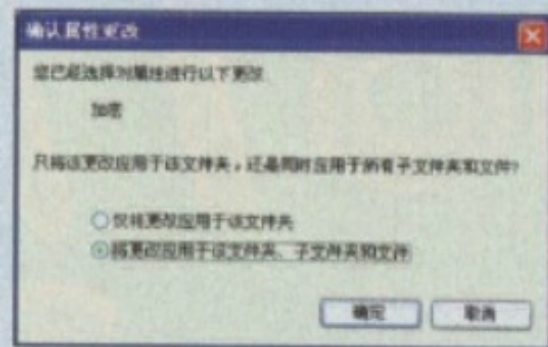 确认属性更改
您已经选择对属性进行以下更改:
加密
只将该更改应用于该文件夹,还是同时应用于所有子文件夹和文件?
仅将更改应用于该文件夹
将更改应用于该文件夹、子文件夹和文件
确定
取消